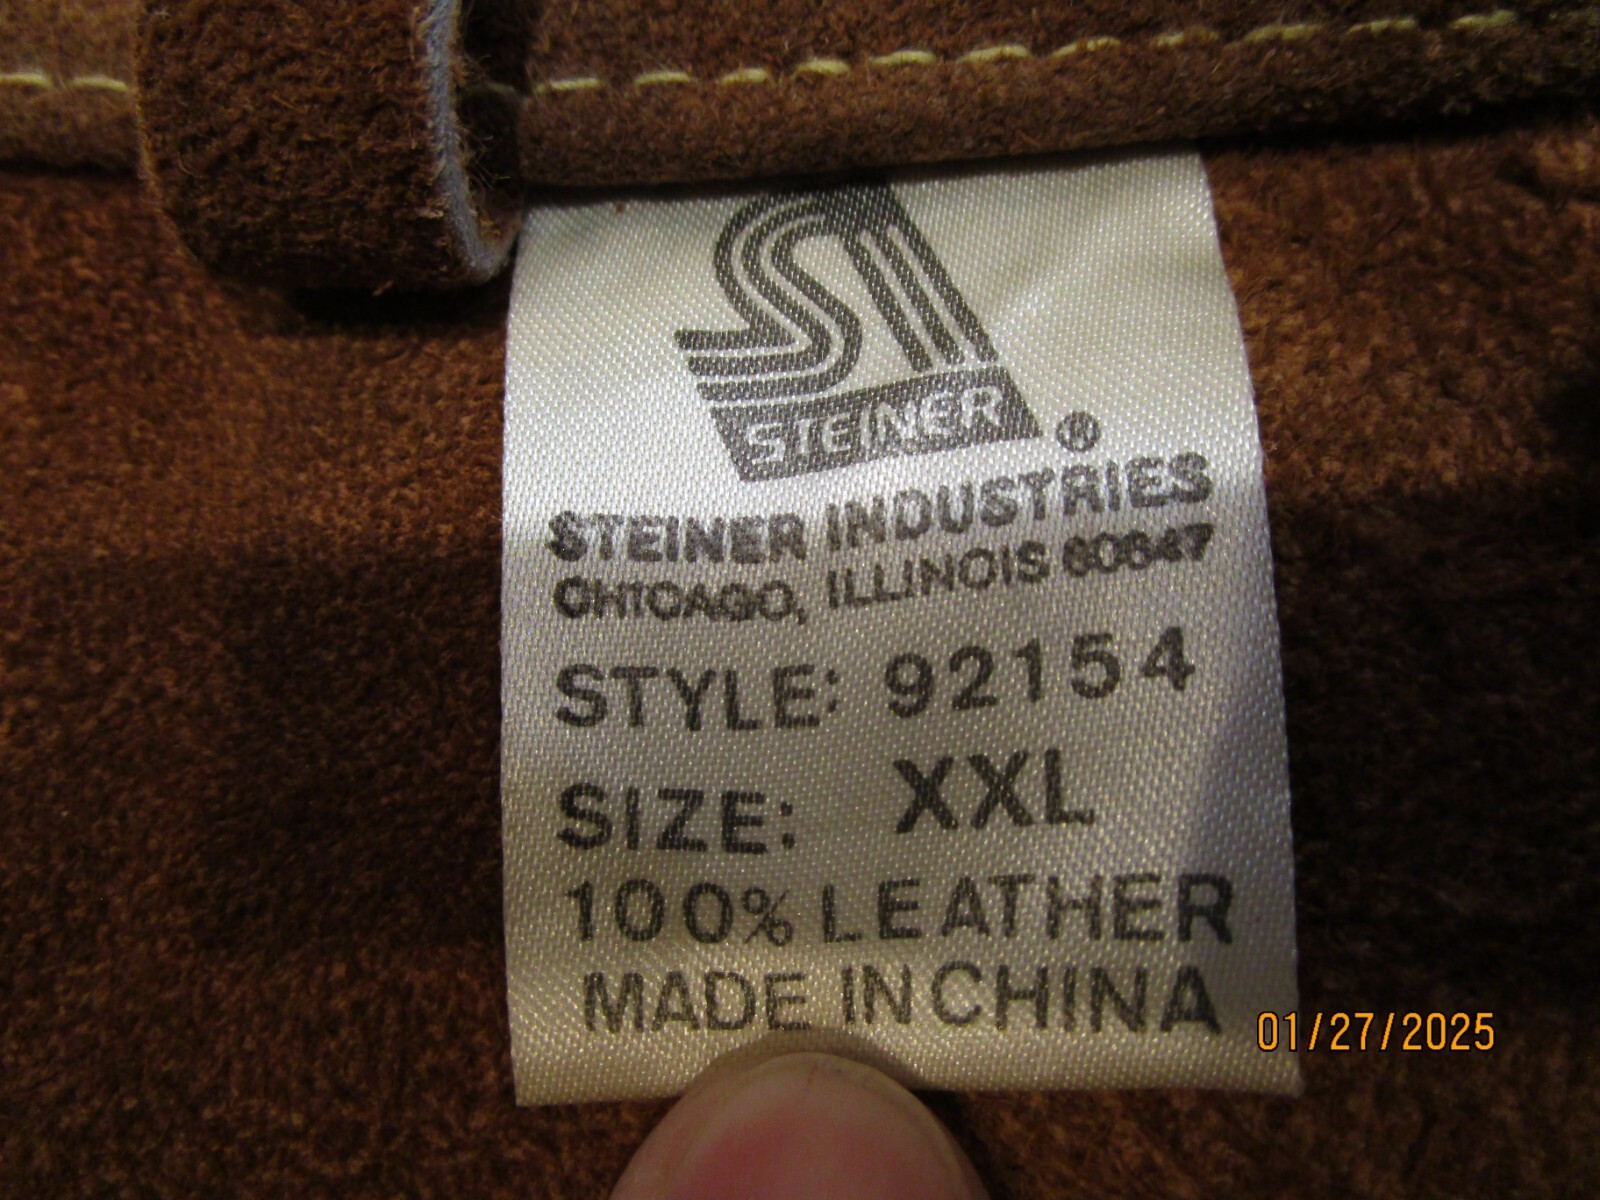 STEINER ®
STEINER INDUSTRIES
CHICAGO, ILLINOIS 60647
STYLE: 92154
SIZE: XXL
100% LEATHER
MADE IN CHINA
01/27/2025